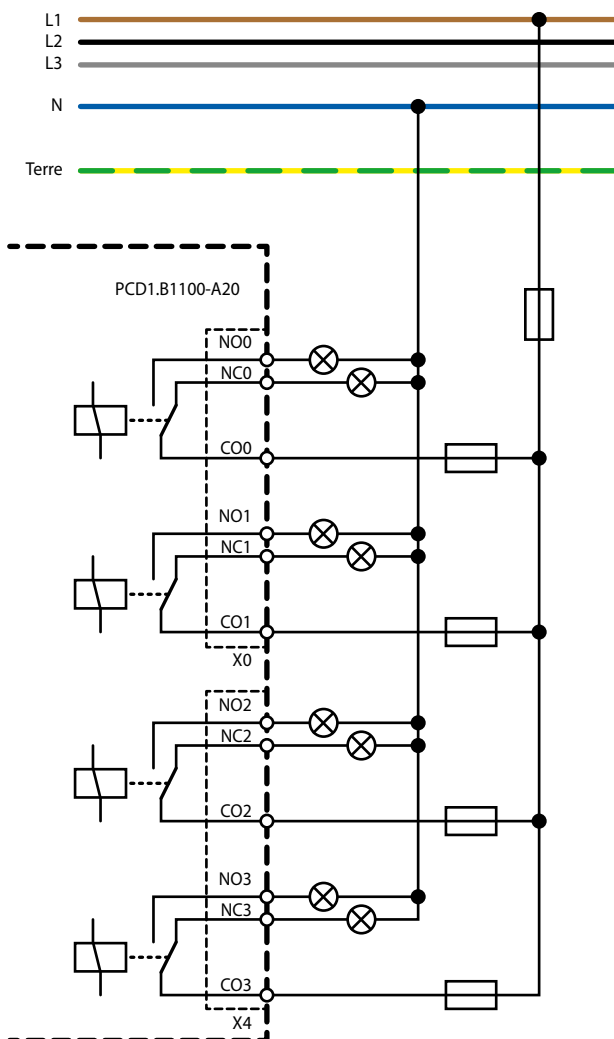 L1
L2
L3
N
Terre
PCD1.B1100-A20
NO0
NC0
CO0
NO1
NC1
CO1
X0
NO2
NC2
CO2
NO3
NC3
CO3
X4